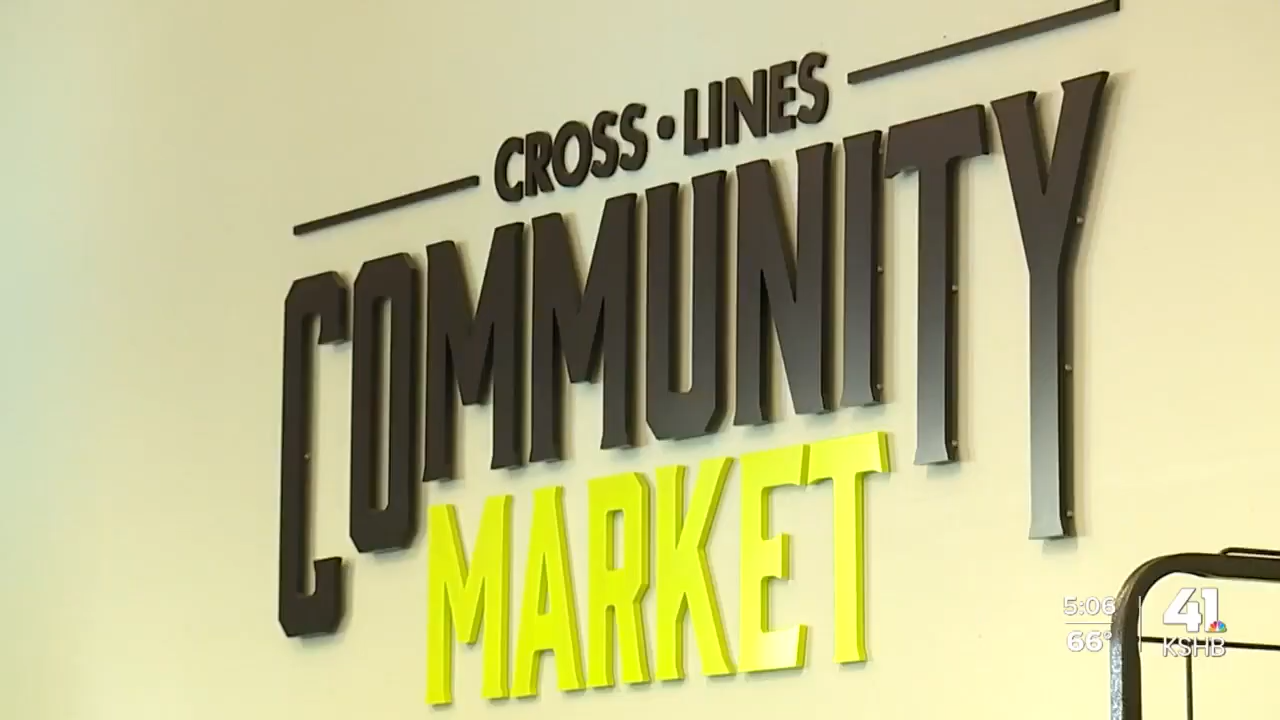 CROSS • LINES
COMMUNITY
MARKET
5:06
66°
41
KSHB